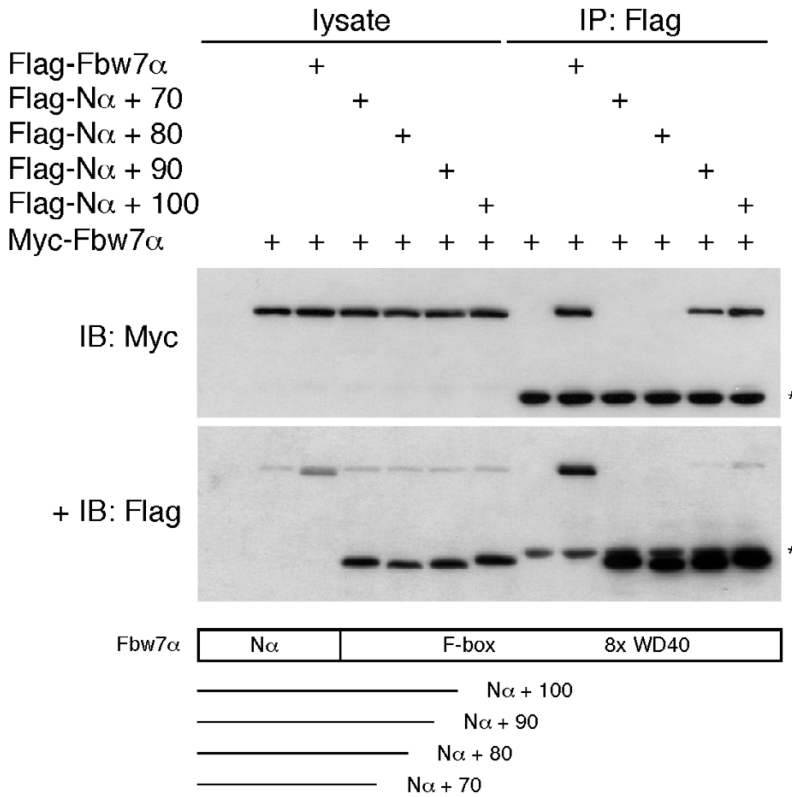 lysate IP: Flag
Flag-Fbw7α + +
Flag-Nα + 70 + +
Flag-Nα + 80 + +
Flag-Nα + 90 + +
Flag-Nα + 100 + +
Myc-Fbw7α + + + + + + + + + + + +
IB: Myc *
+ IB: Flag *
Fbw7α Nα F-box 8x WD40
Nα + 100
Nα + 90
Nα + 80
Nα + 70